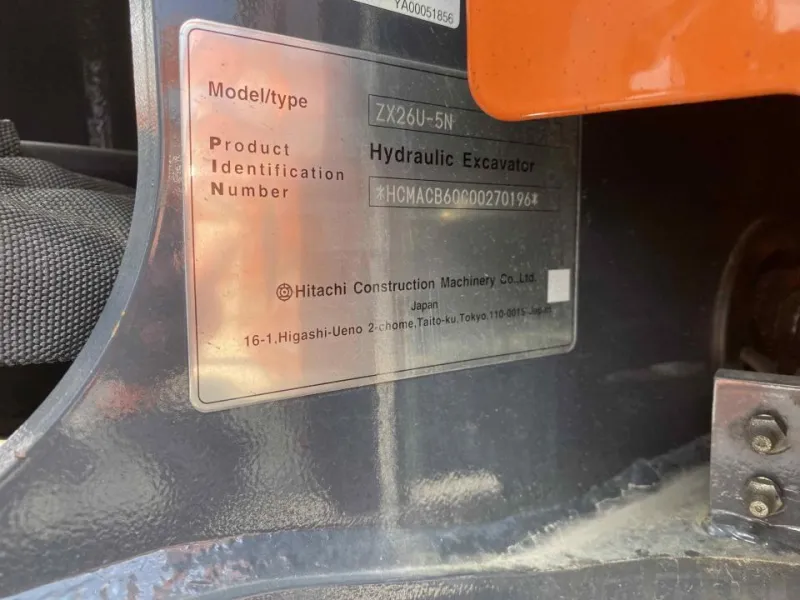 YA00051856
Model/type
ZX26U-5N
Hydraulic Excavator
Product
Identification
Number
*HCMACB60C00270196*
Hitachi Construction Machinery Co.,Ltd.
Japan
16-1,Higashi-Ueno 2-chome,Taito-ku,Tokyo,110-0015 Japan